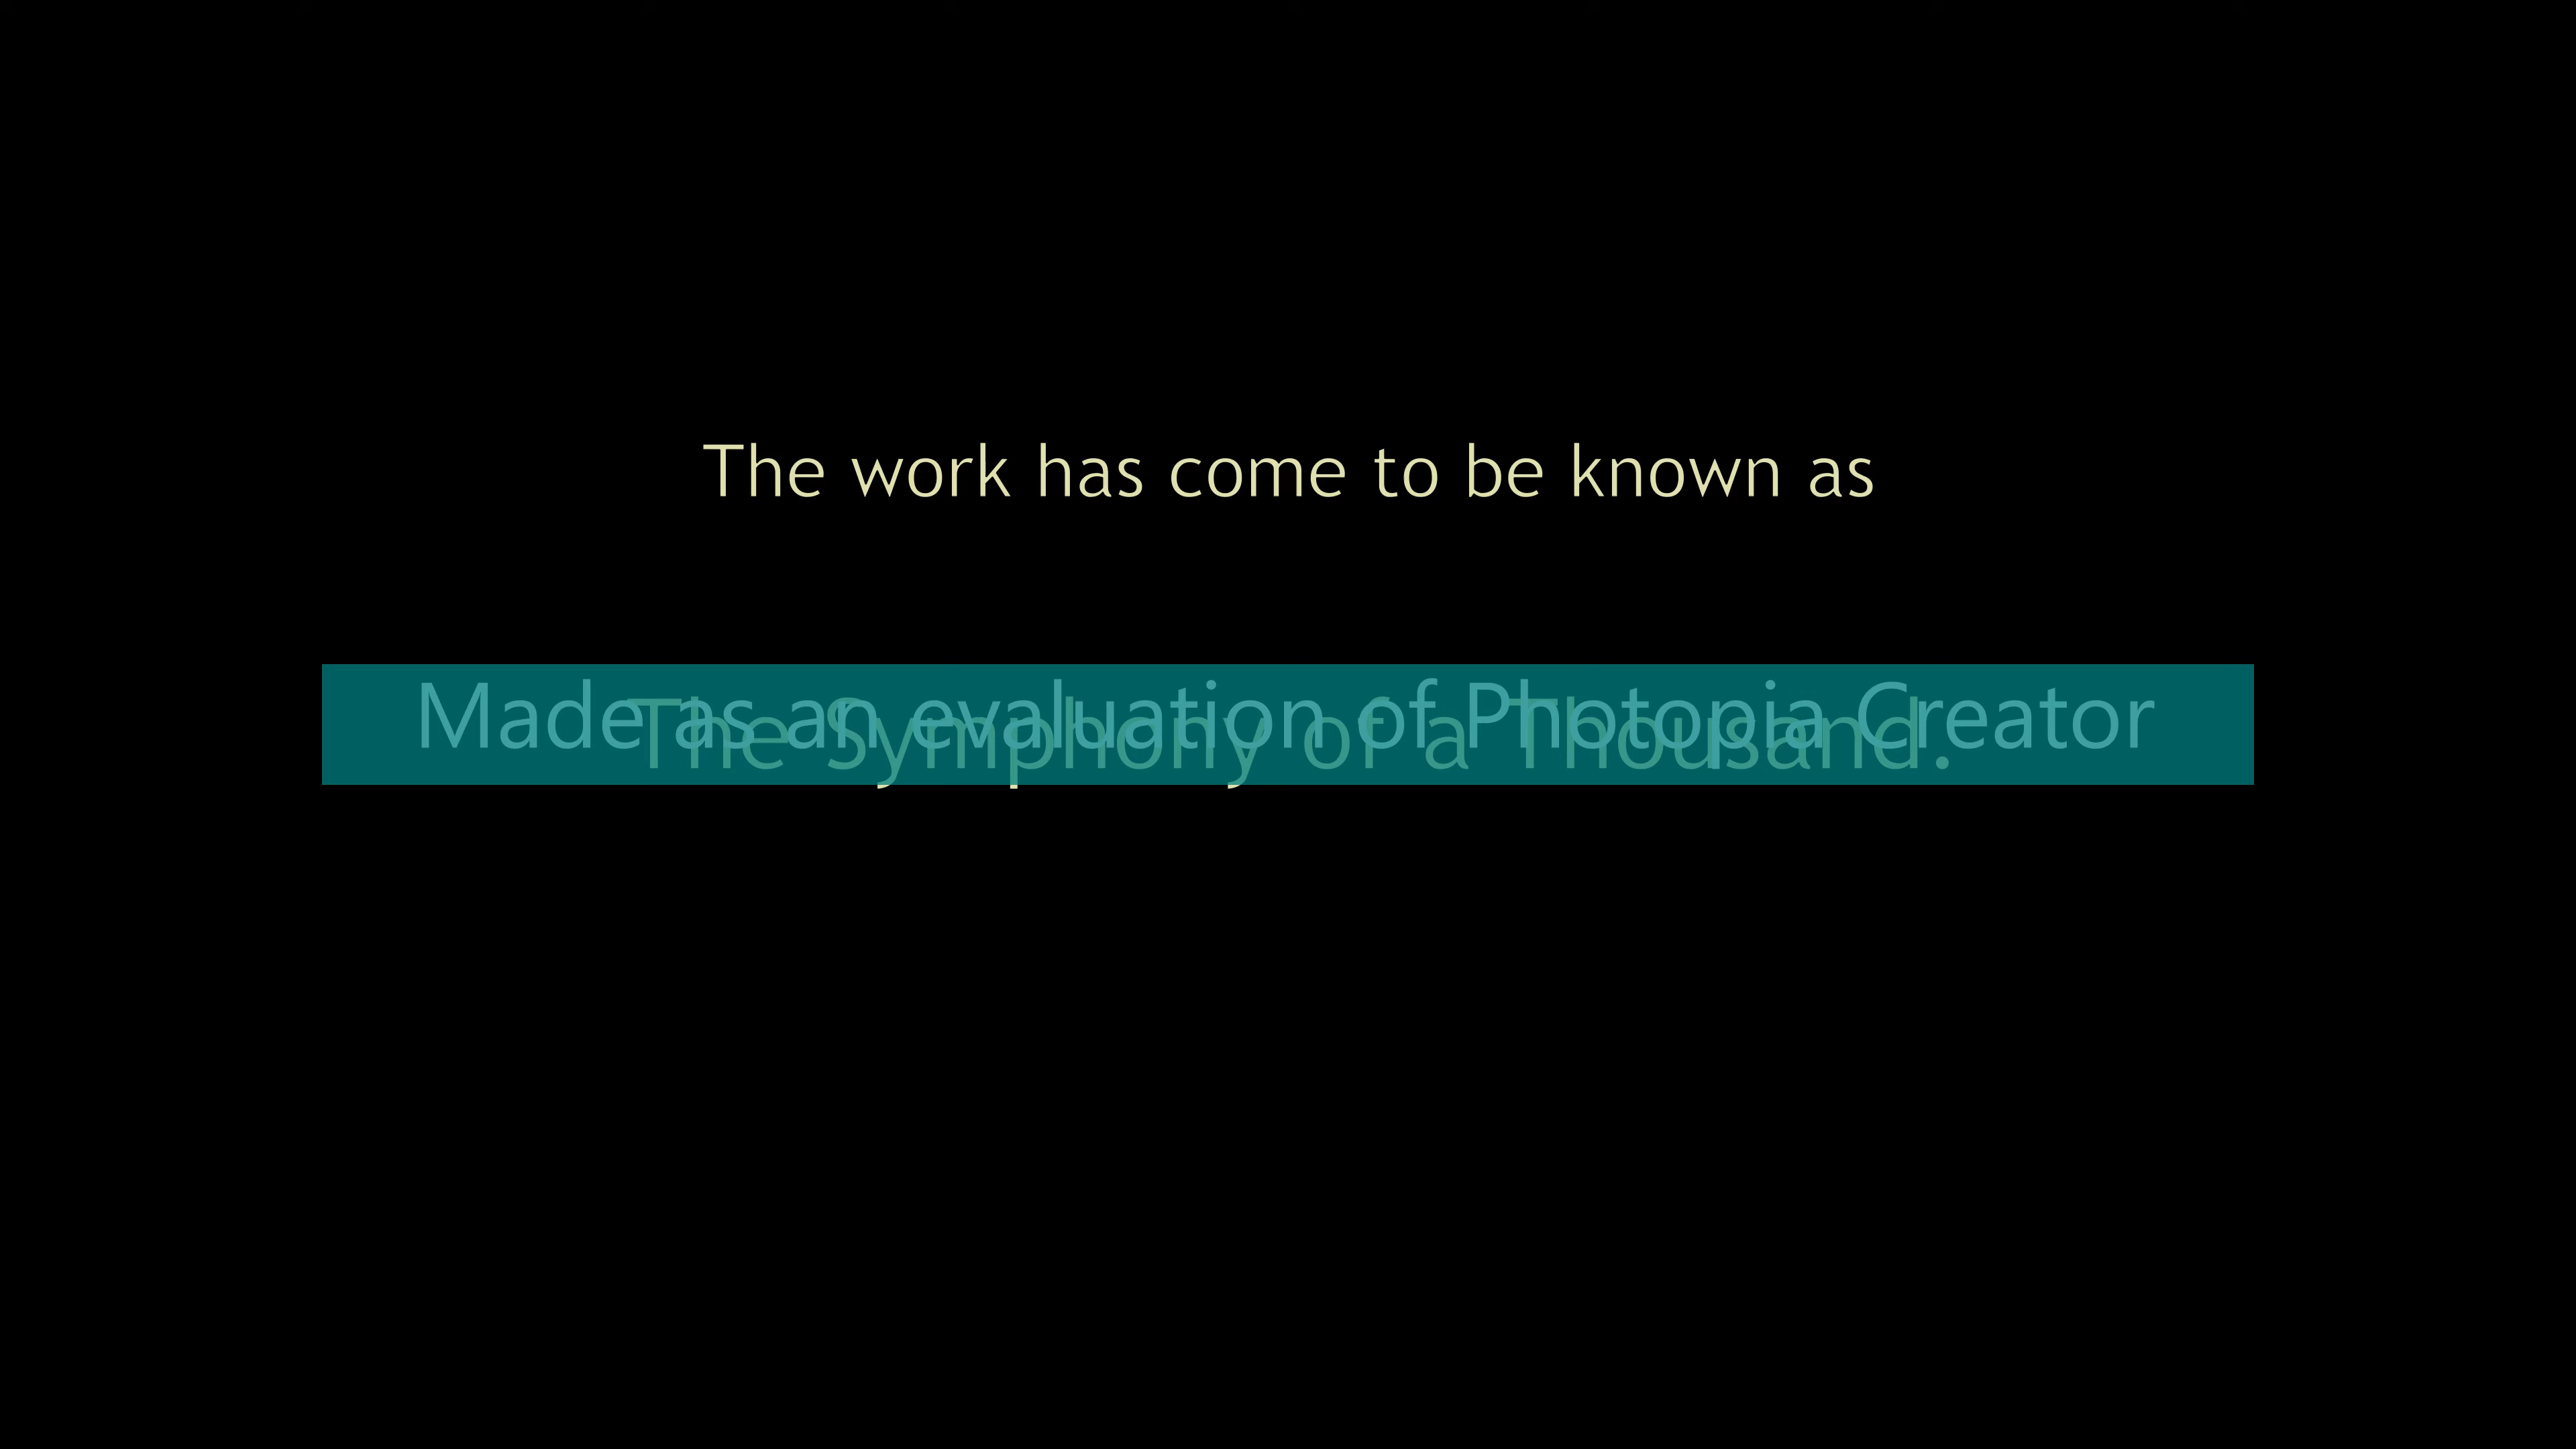 The work has come to be known as
Made as an evaluation of Photopia Creator
The Symphony of a Thousand.